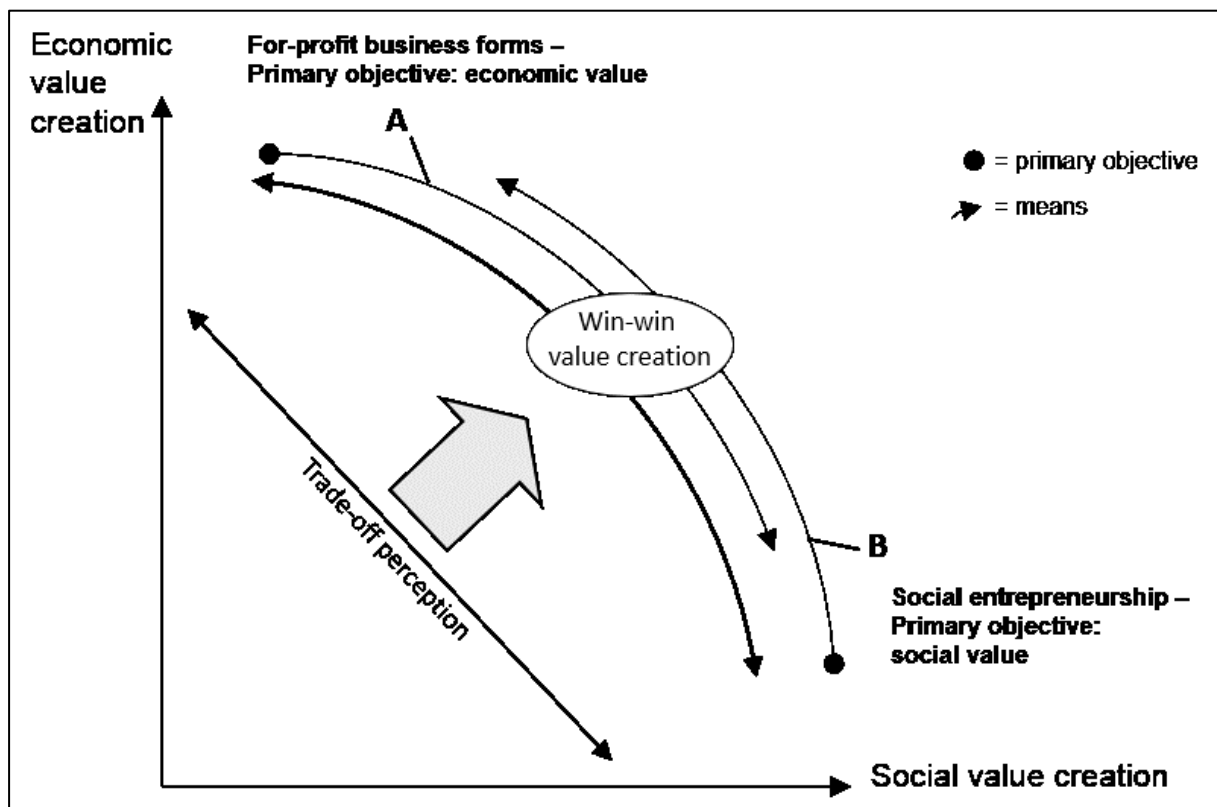 Economic
value
creation
For-profit business forms –
Primary objective: economic value
A
= primary objective
= means
Win-win
value creation
Trade-off perception
B
Social entrepreneurship –
Primary objective:
social value
Social value creation